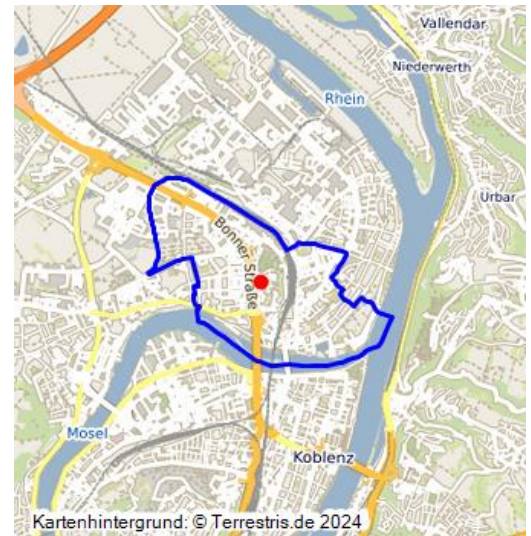 Vallendar
Niederwerth
Rhein
Urbar
Bonner Straße
Mosel
Koblenz
Kartenhintergrund: © Terrestris.de 2024